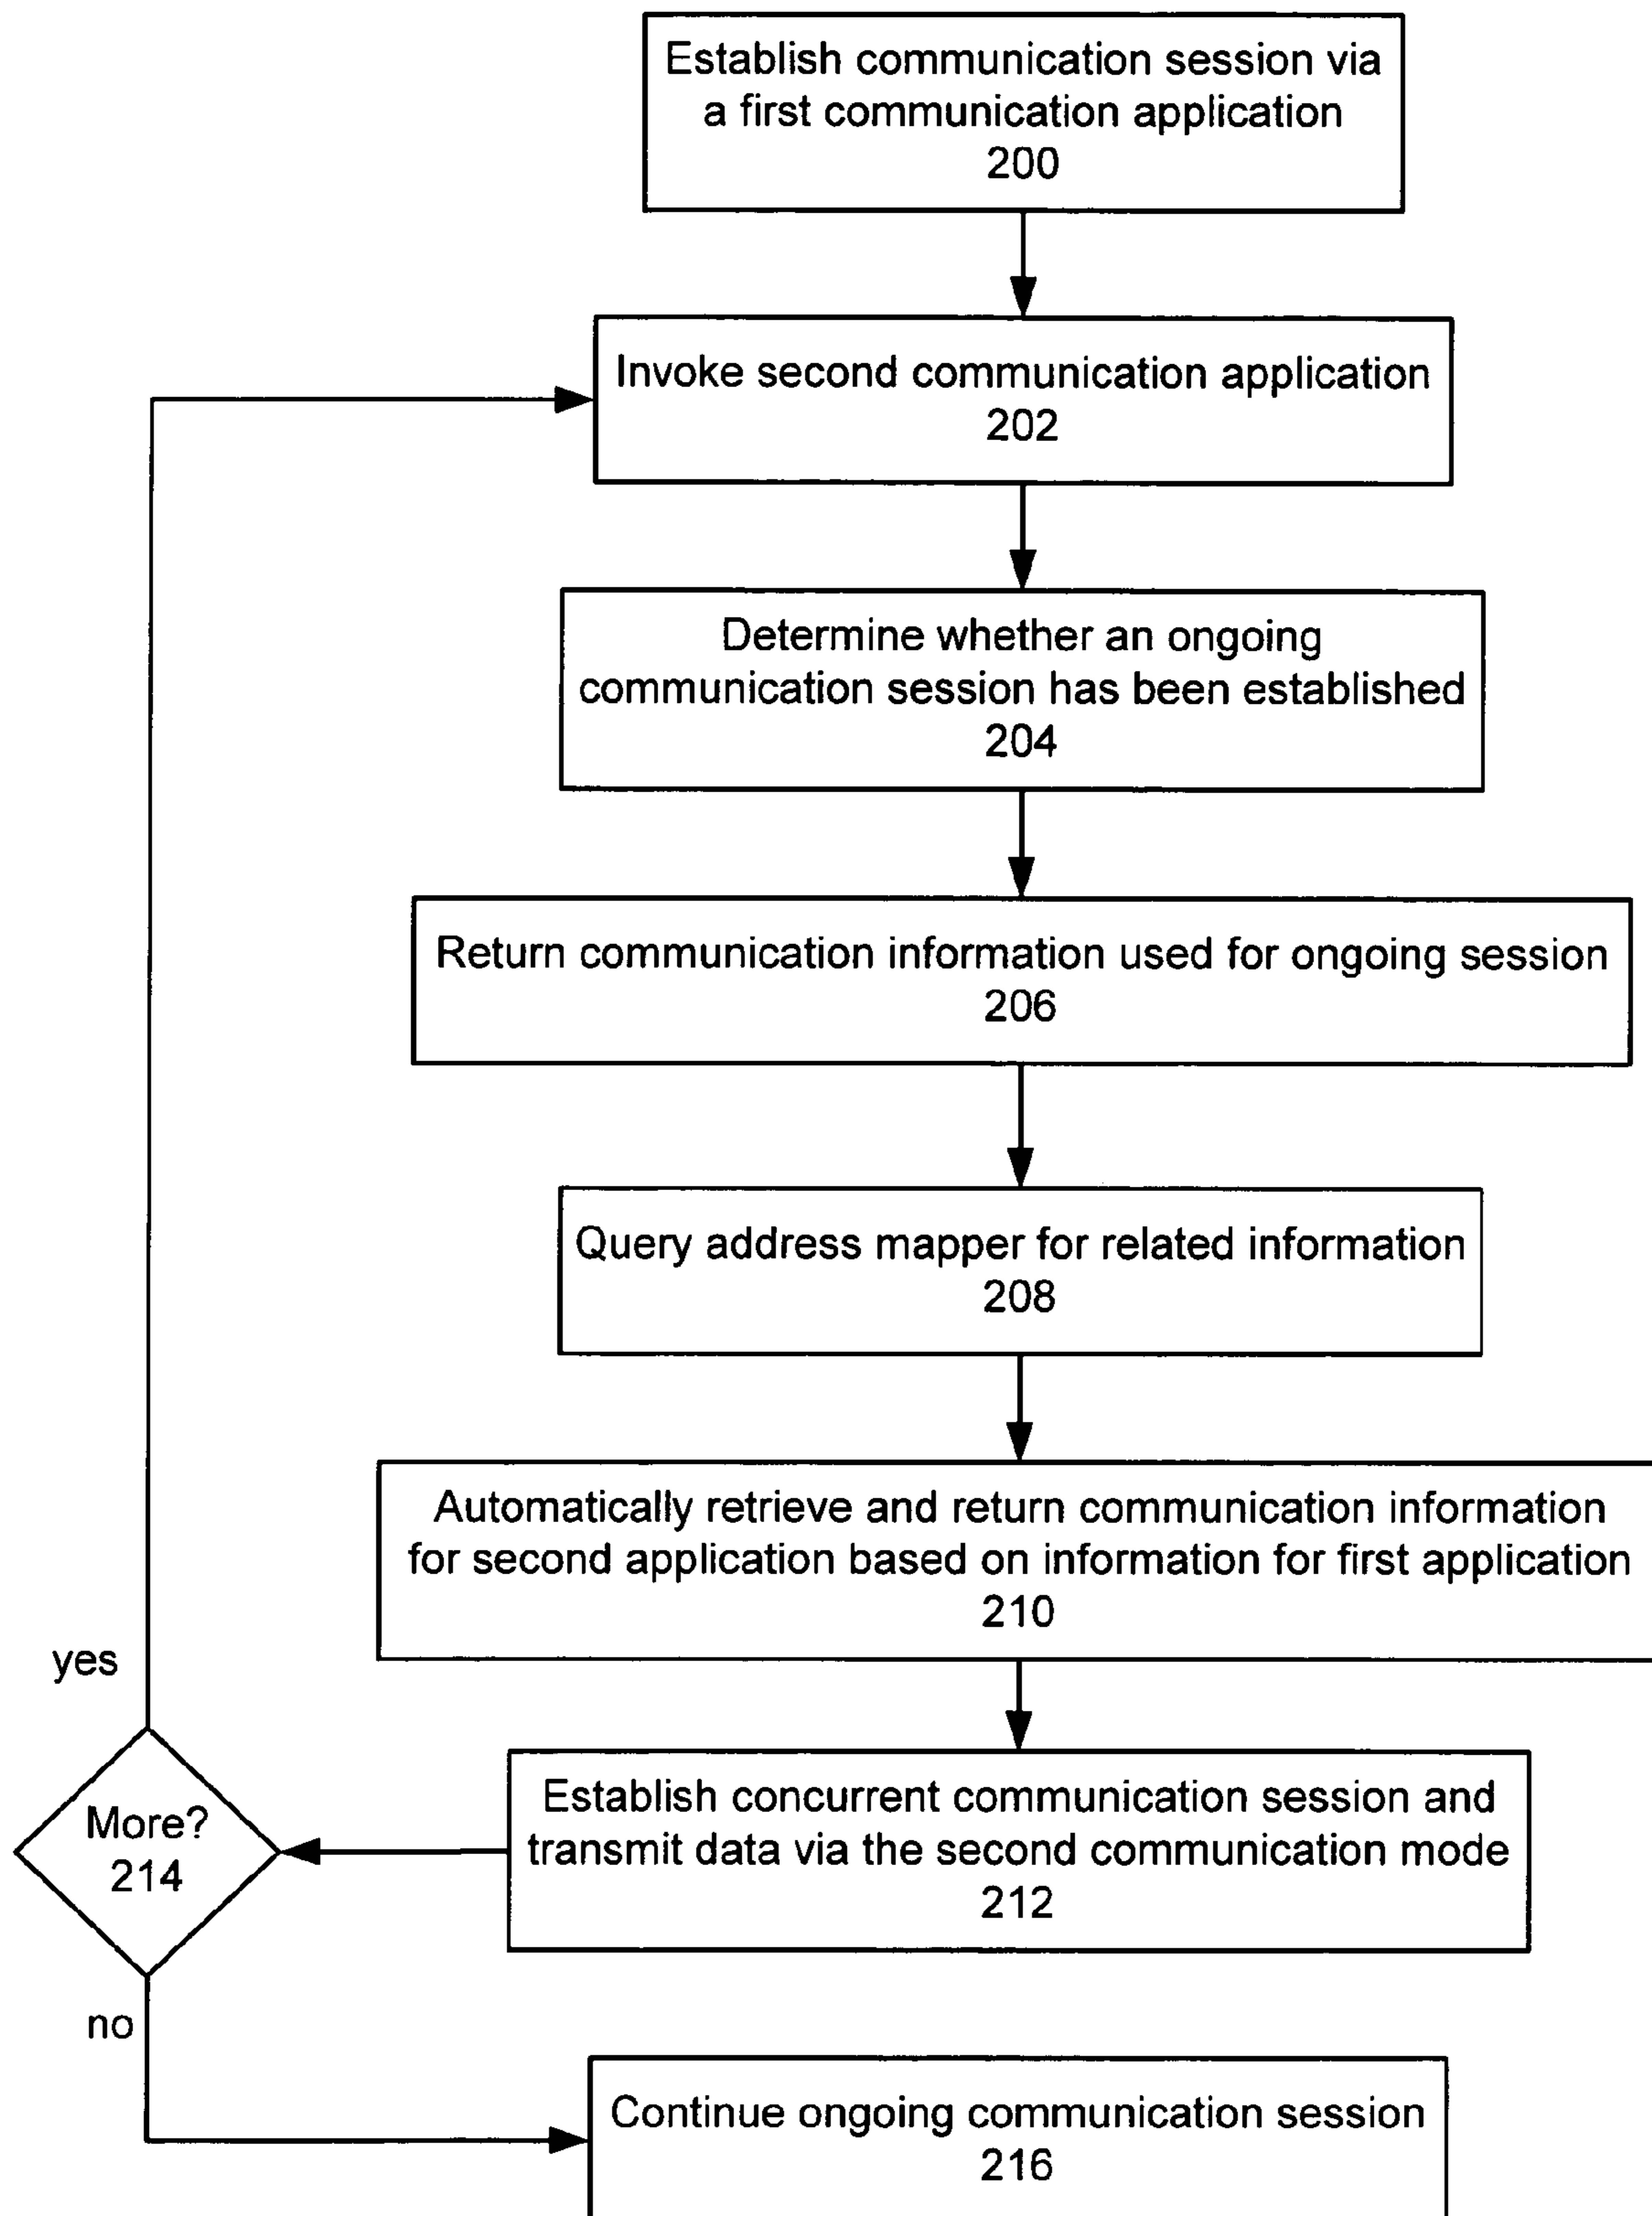 Establish communication session via
a first communication application
200
Invoke second communication application
202
Determine whether an ongoing
communication session has been established
204
Return communication information used for ongoing session
206
Query address mapper for related information
208
Automatically retrieve and return communication information
for second application based on information for first application
210
yes
Establish concurrent communication session and
transmit data via the second communication mode
212
More?
214
no
Continue ongoing communication session
216